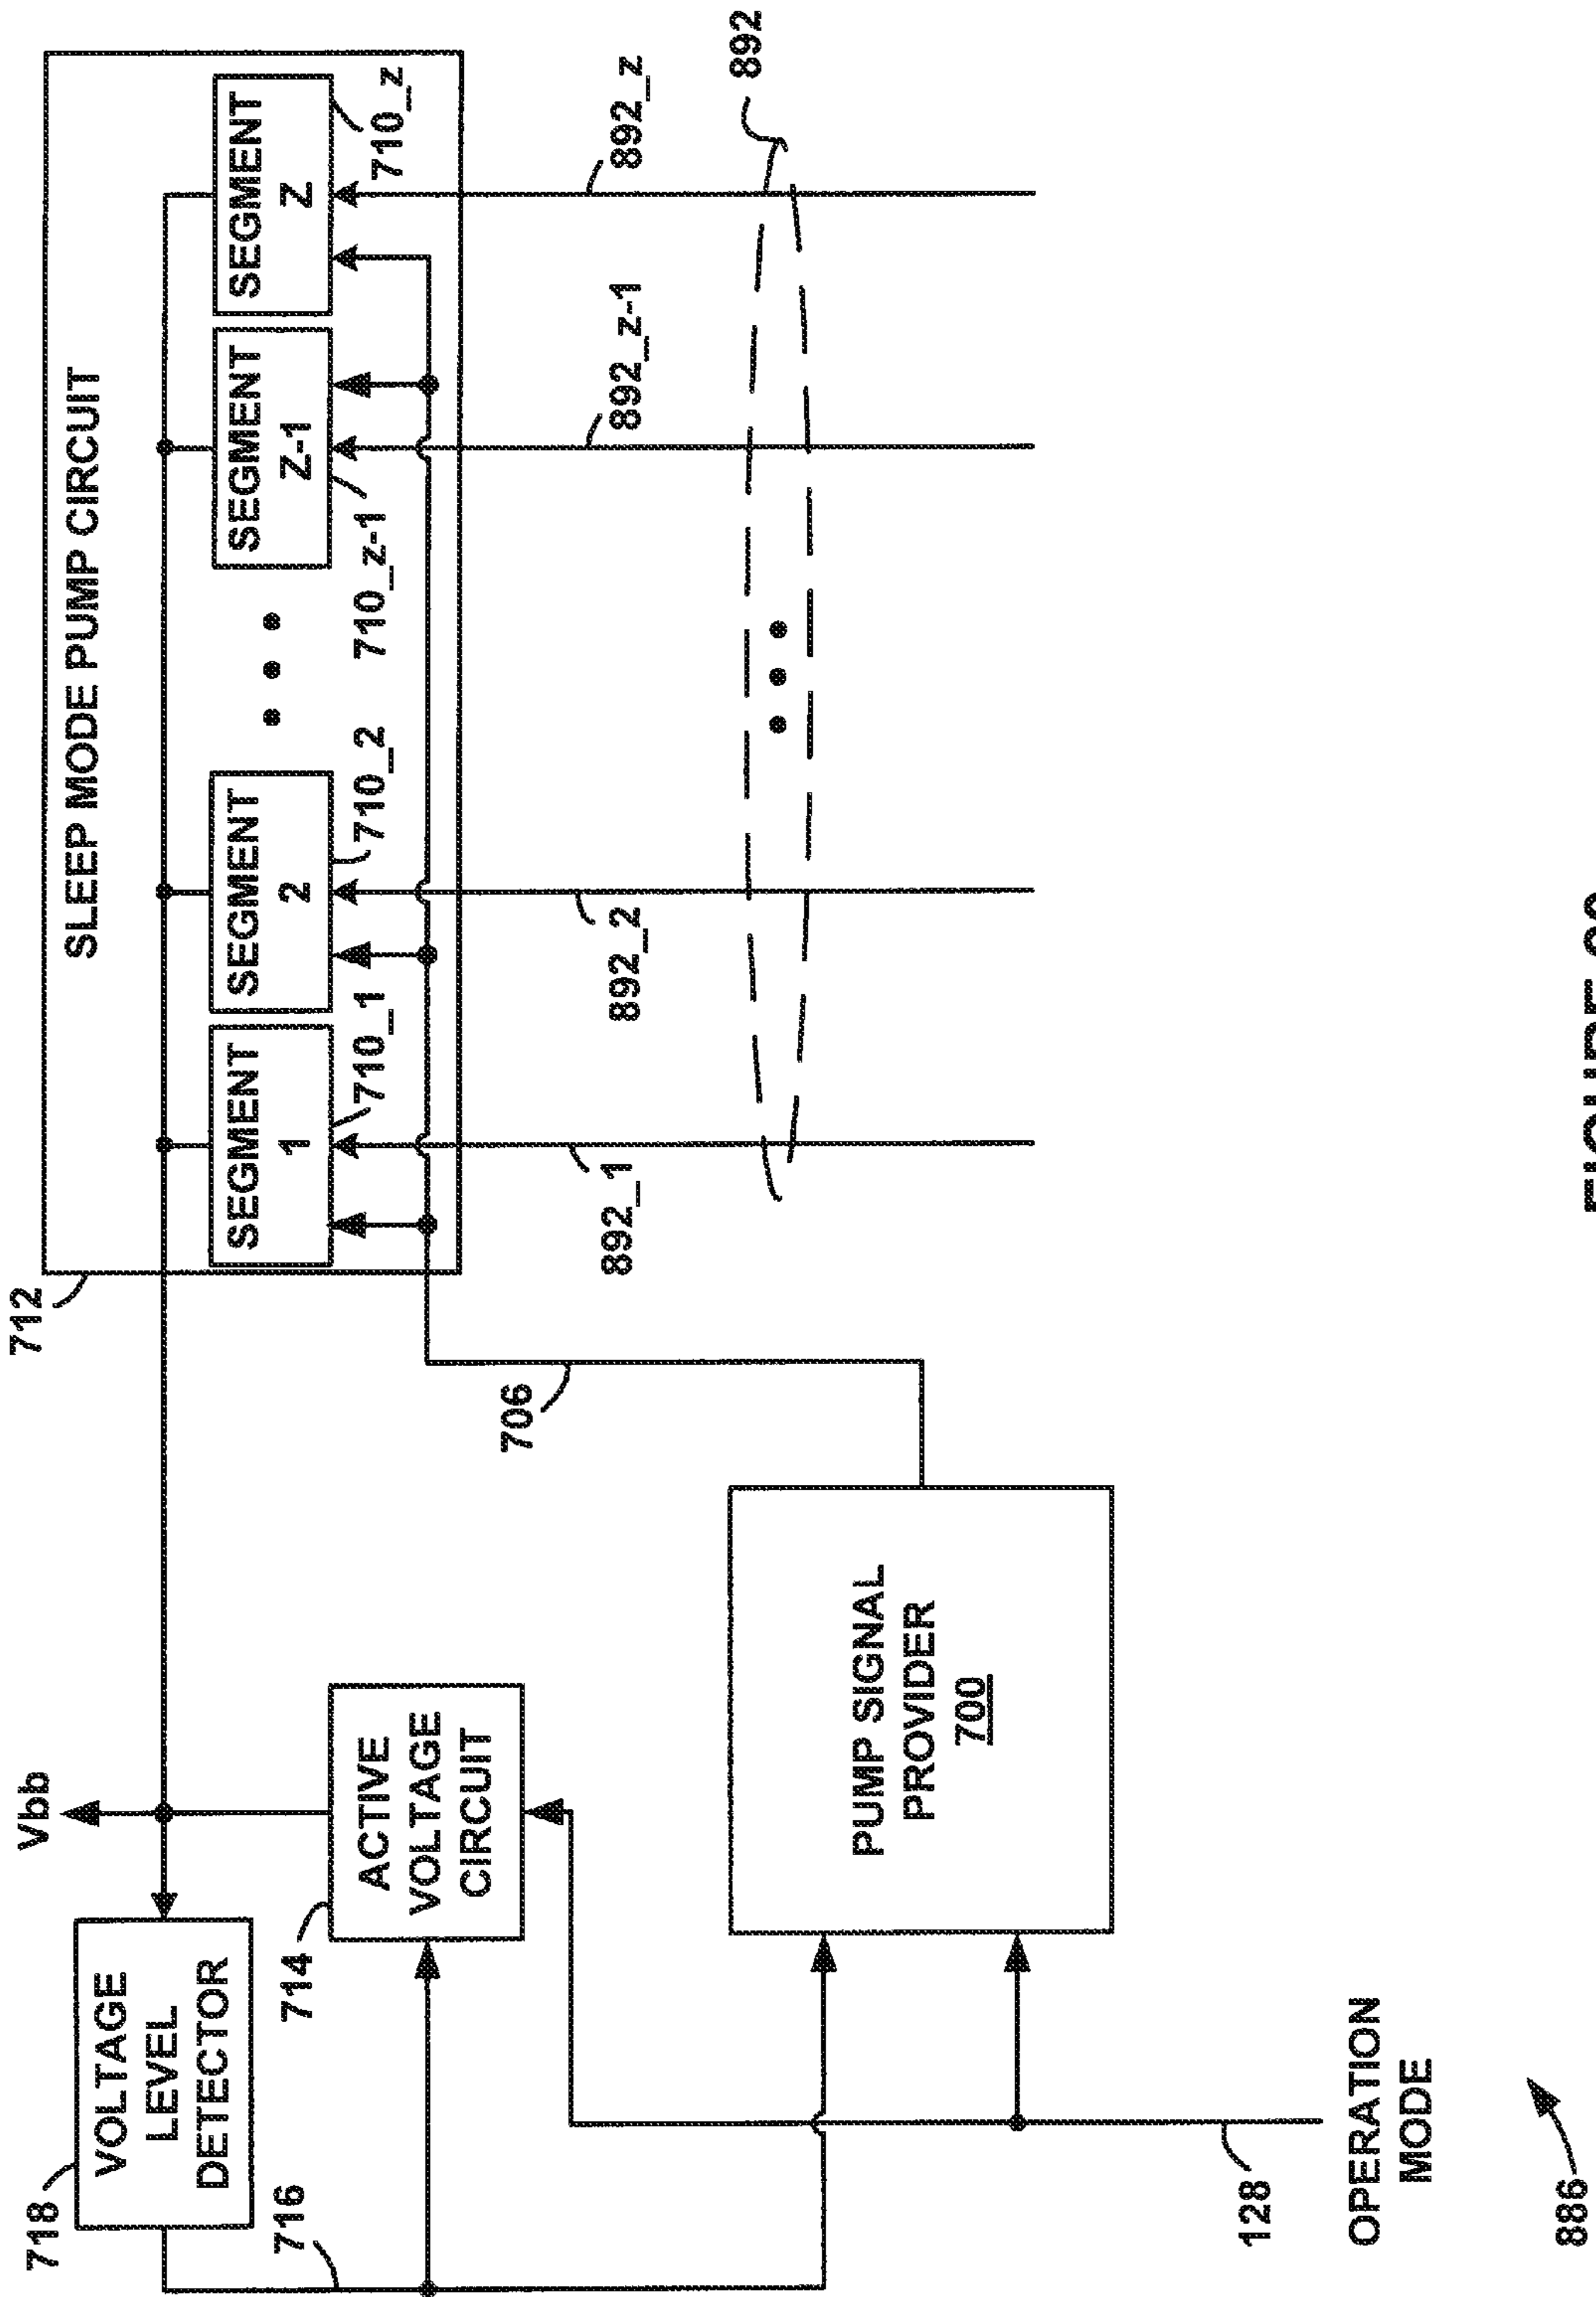 SLEEP MODE PUMP CIRCUIT
712
SEGMENT
1
710_1
SEGMENT
2
710_2
SEGMENT
Z-1
710_z-1
SEGMENT
Z
710_z
892_1
892_2
892_z-1
892_z
892
706
Vbb
718
VOLTAGE
LEVEL
DETECTOR
716
714
ACTIVE
VOLTAGE
CIRCUIT
PUMP SIGNAL
PROVIDER
700
128
OPERATION
MODE
886